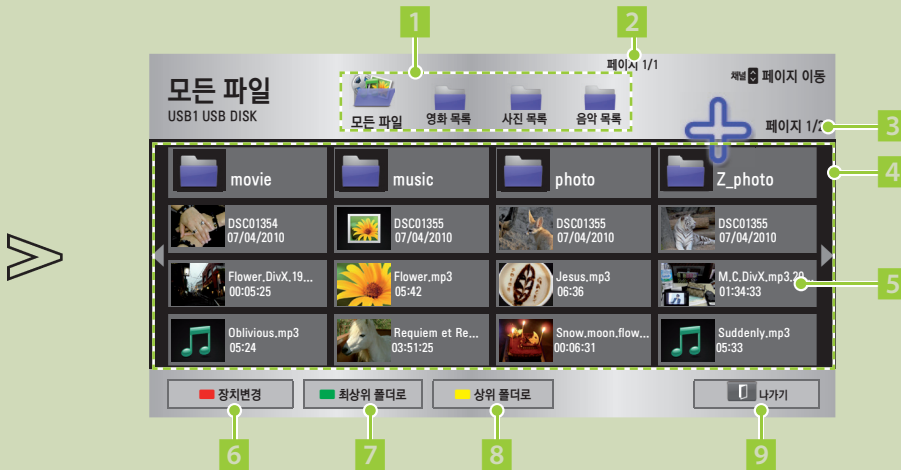 1
2
페이지 1/1
모든 파일
USB1 USB DISK
모든 파일
영화 목록
사진 목록
음악 목록
채널 페이지 이동
페이지 1/2
3
4
movie
music
photo
Z_photo
DSC01354
07/04/2010
DSC01355
07/04/2010
DSC01355
07/04/2010
DSC01355
07/04/2010
Flower,DivX,19...
00:05:25
Flower,mp3
05:42
Jesus,mp3
06:36
M,C,DivX,mp3,20...
01:34:33
5
Oblivious,mp3
05:24
Requiem et Re...
03:51:25
Snow,moon,flow...
00:06:31
Suddenly,mp3
05:33
장치변경
최상위 폴더로
상위 폴더로
나가기
6
7
8
9